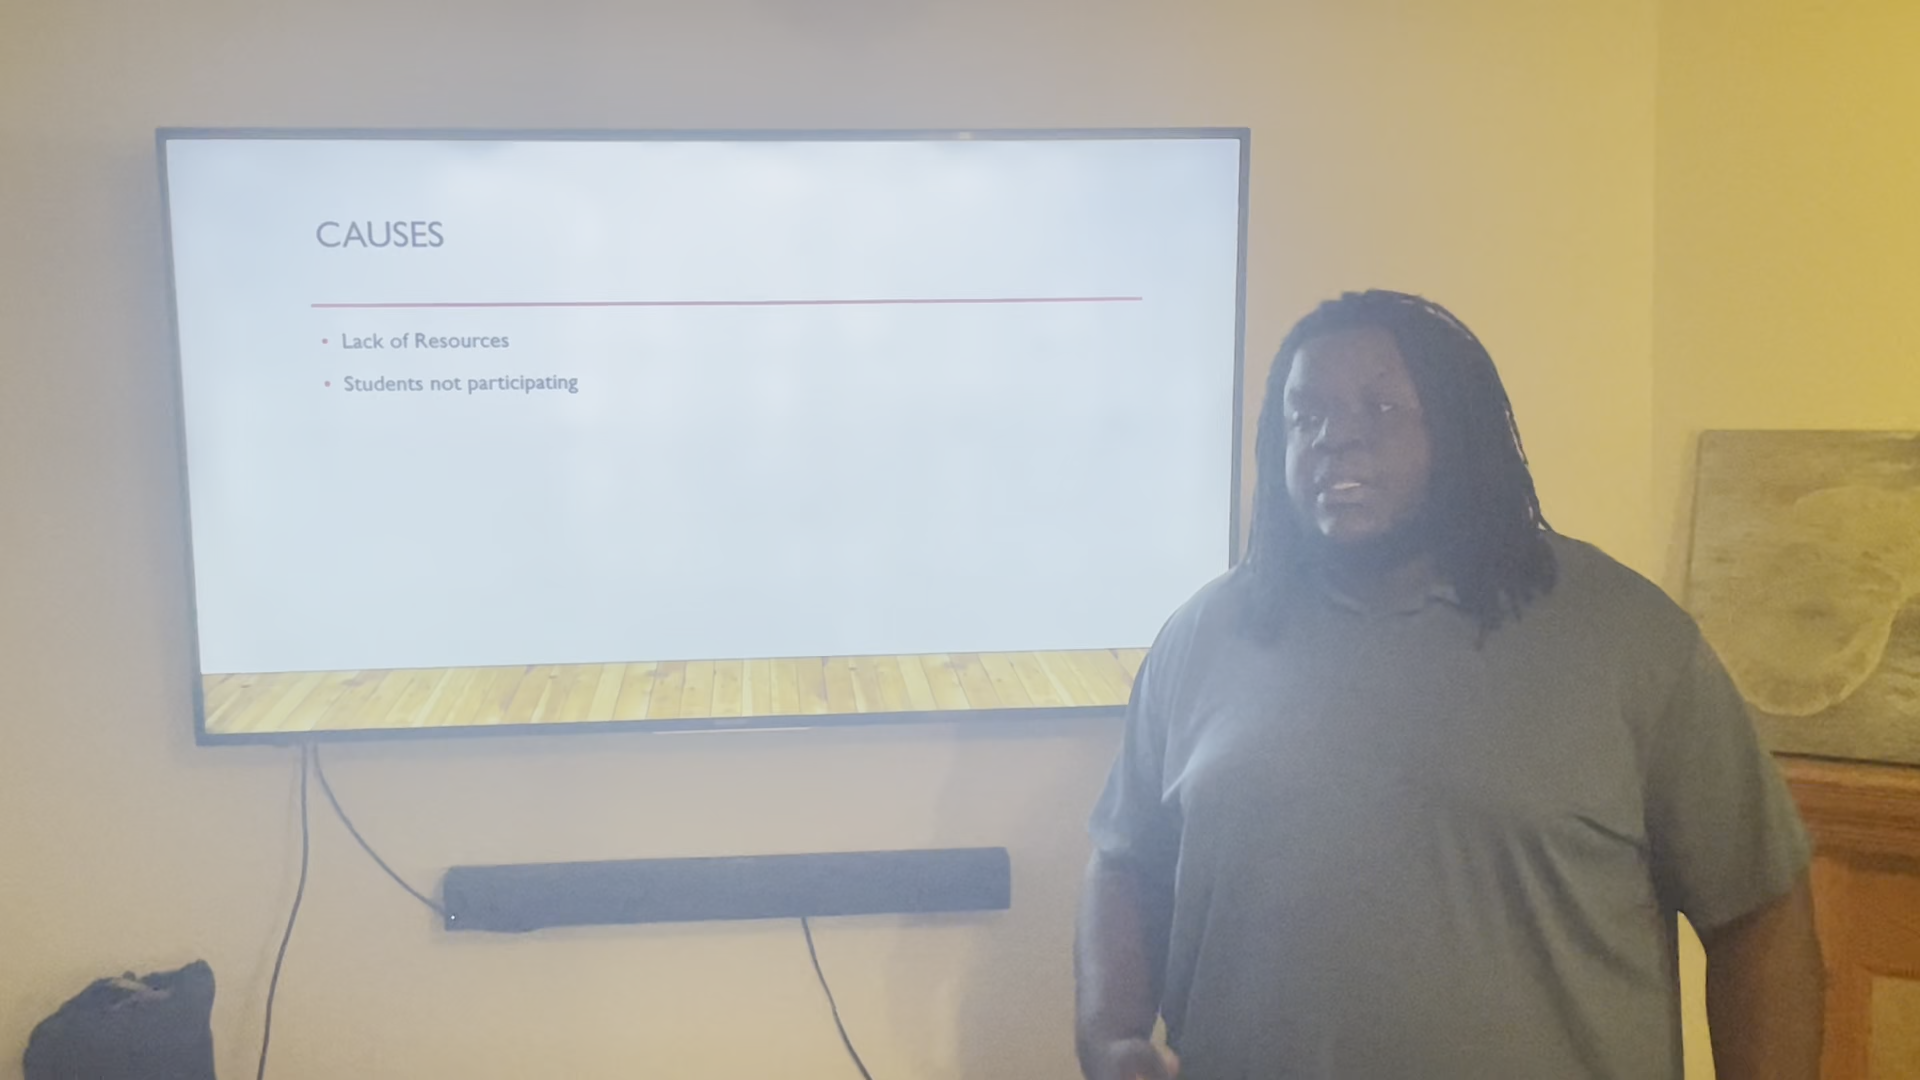 CAUSES
• Lack of Resources
• Students not participating